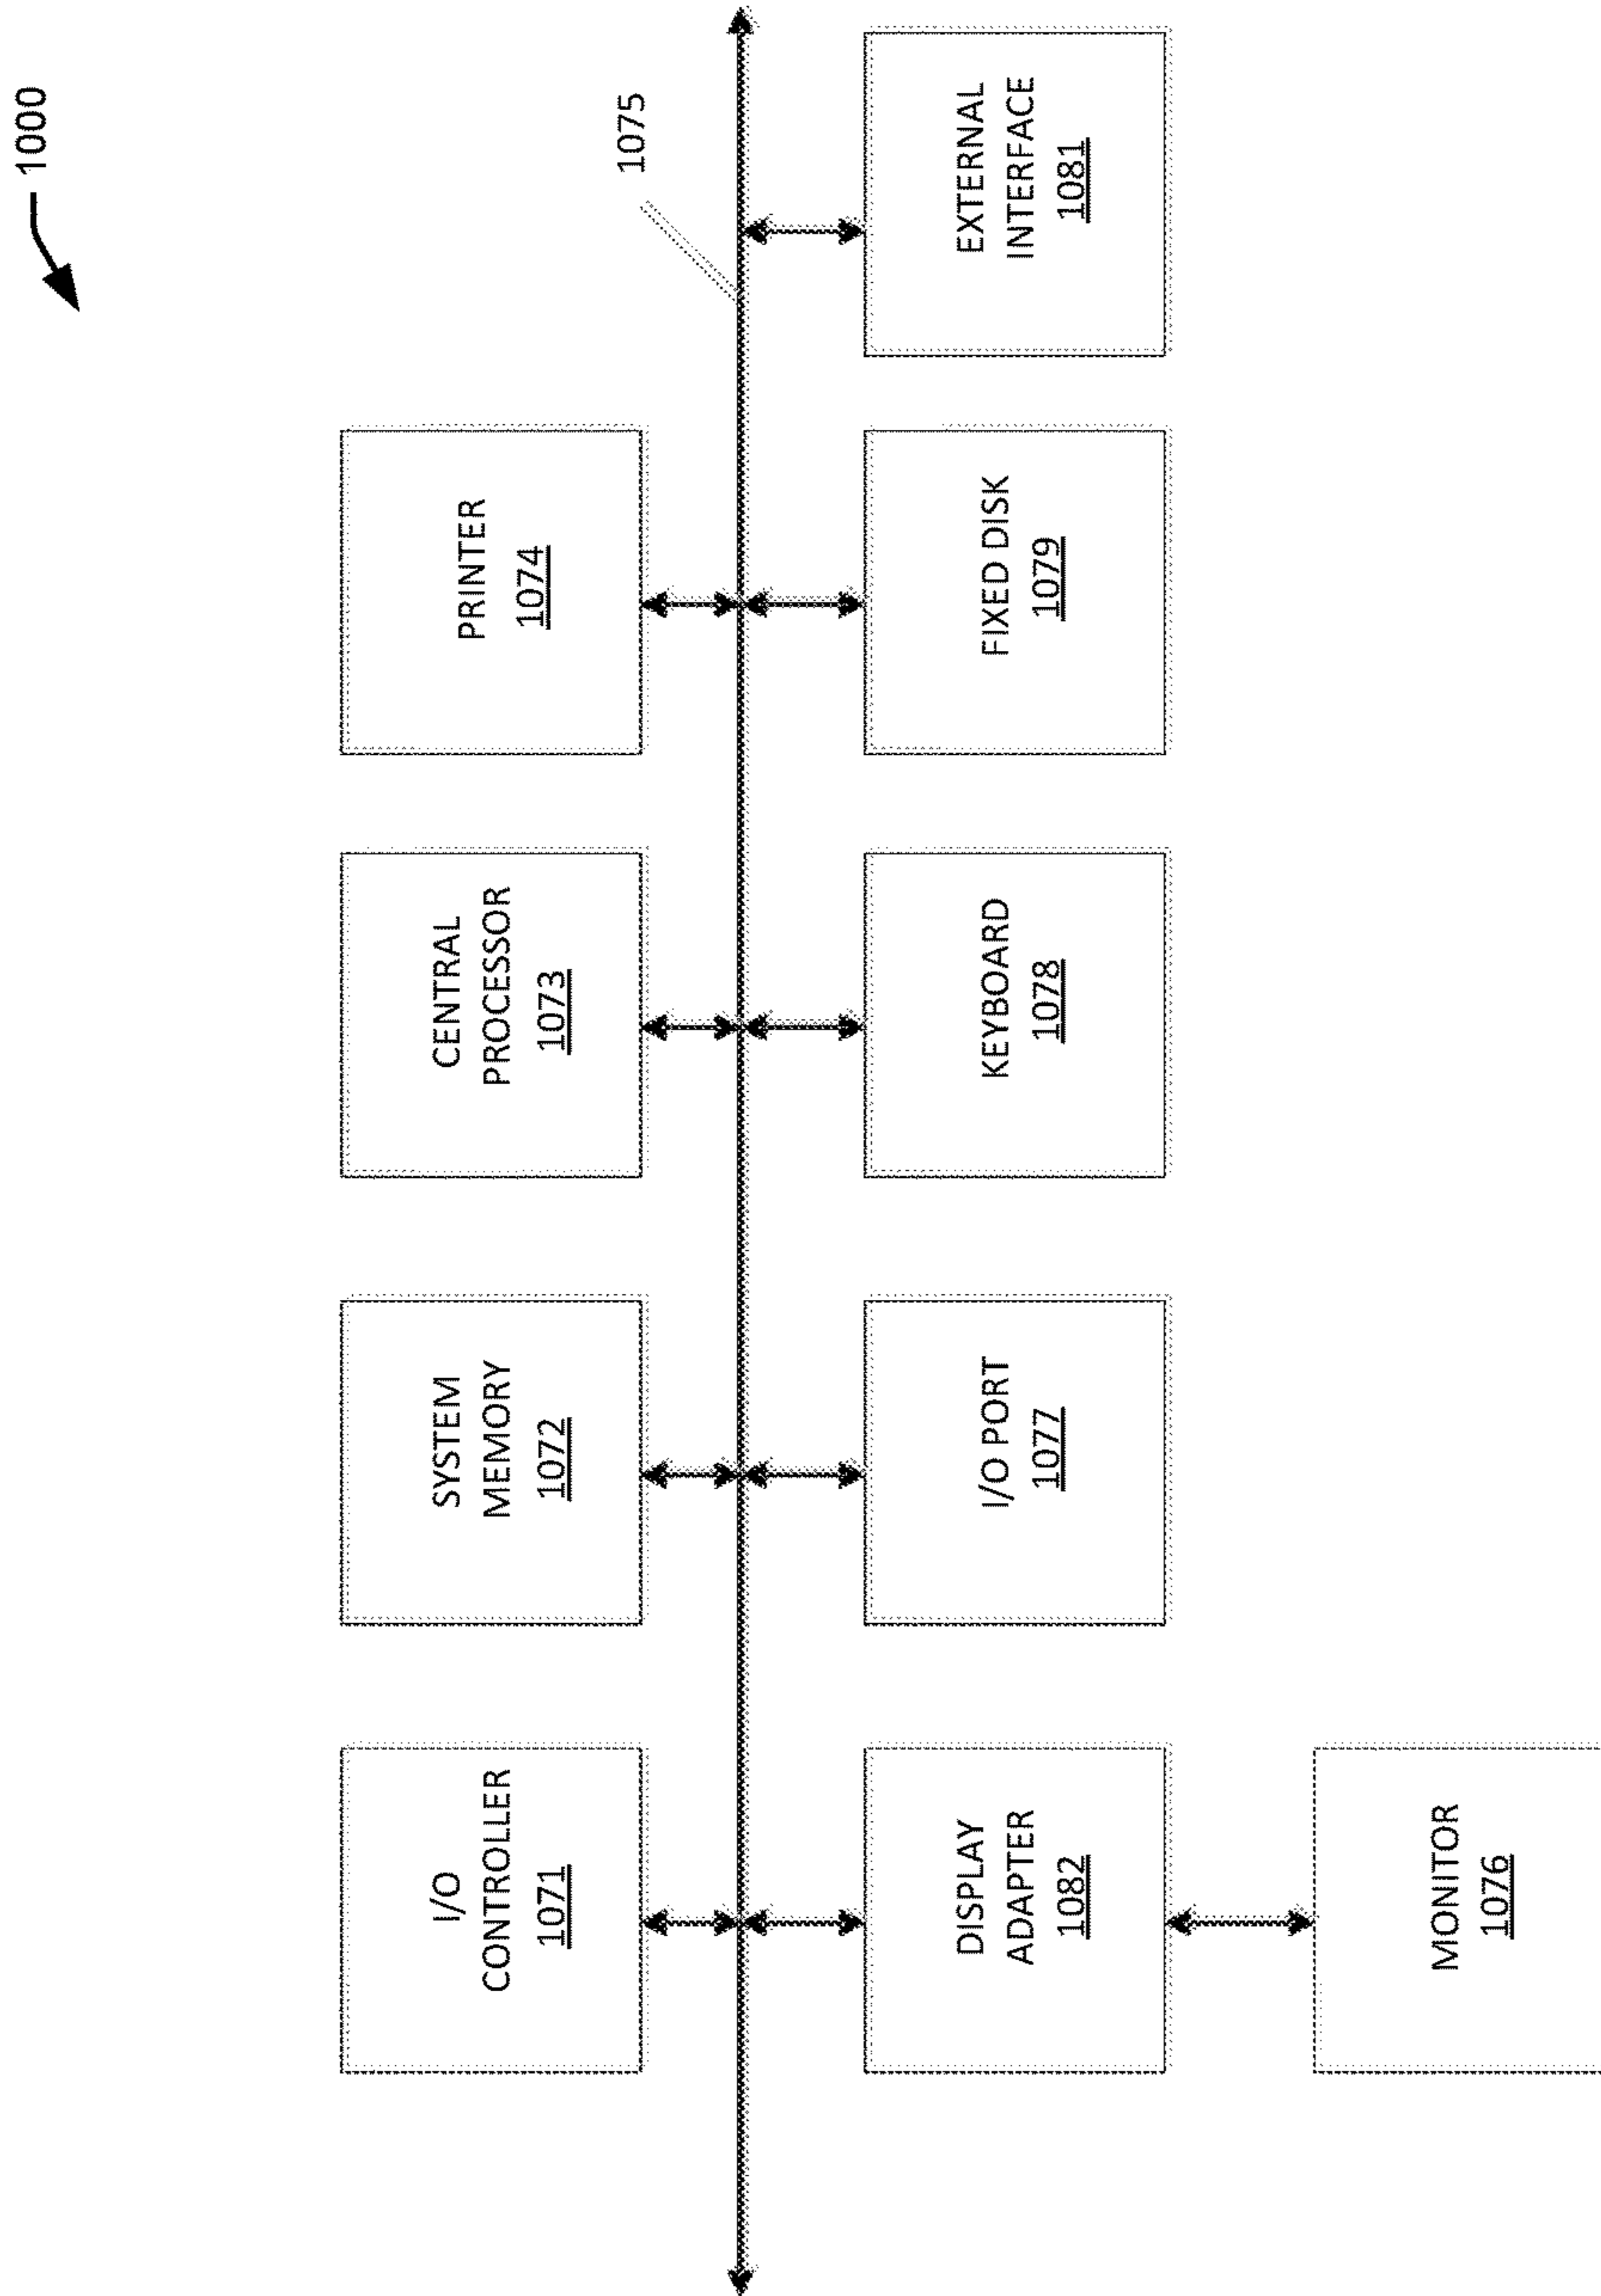 1000
I/O
CONTROLLER
1071
SYSTEM
MEMORY
1072
CENTRAL
PROCESSOR
1073
PRINTER
1074
1075
DISPLAY
ADAPTER
1082
I/O PORT
1077
KEYBOARD
1078
FIXED DISK
1079
EXTERNAL
INTERFACE
1081
MONITOR
1076